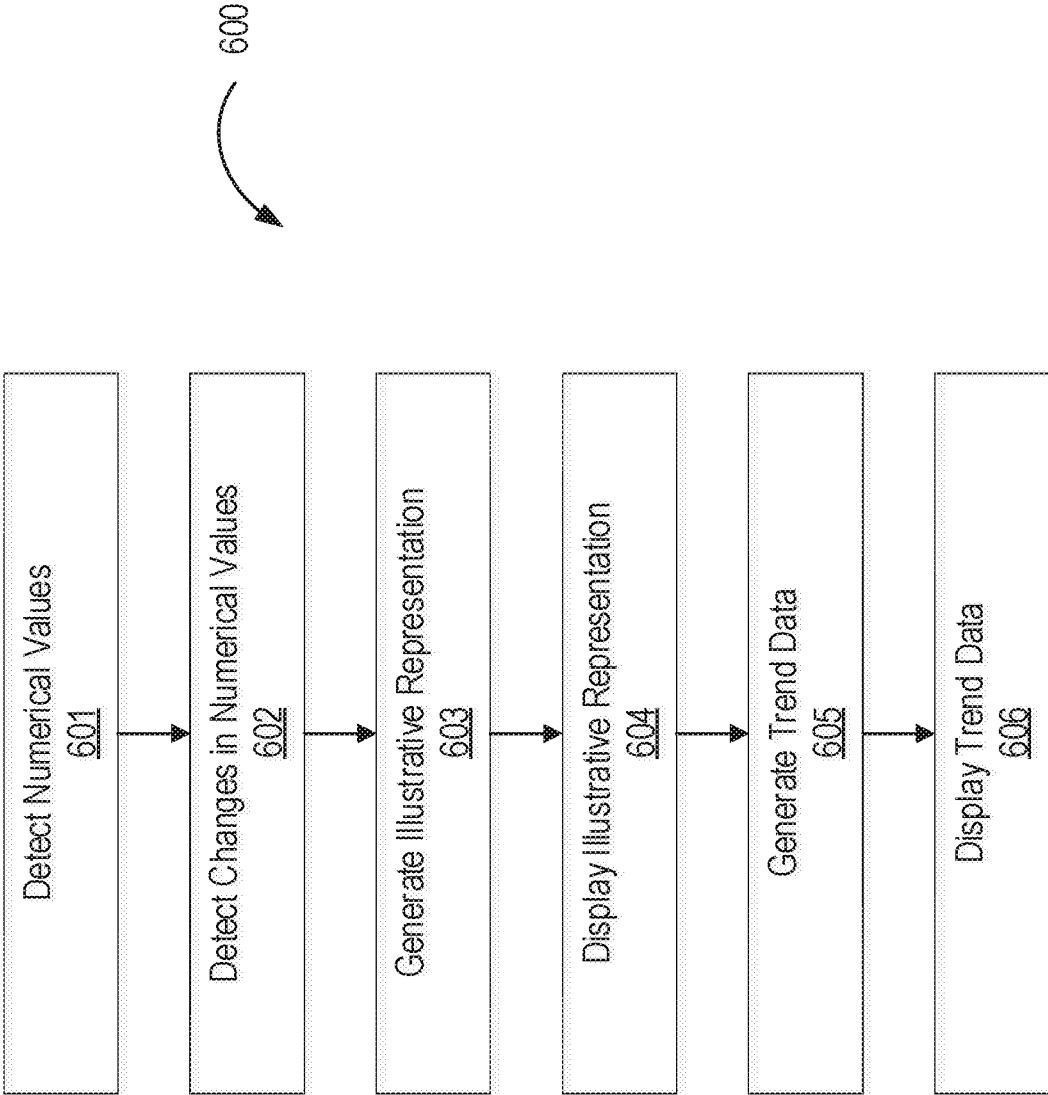 600
Detect Numerical Values
601
Detect Changes in Numerical Values
602
Generate Illustrative Representation
603
Display Illustrative Representation
604
Generate Trend Data
605
Display Trend Data
606